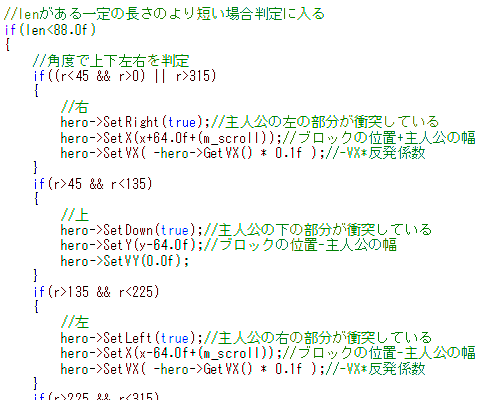 //lenがある一定の長さのより短い場合判定に入る
if(len<88.0f)
{
    //角度で上下左右を判定
    if((r<45 && r>0) || r>315)
    {
        //右
        hero->SetRight(true);//主人公の左の部分が衝突している
        hero->SetX(x+64.0f+(m_scroll));//ブロックの位置+主人公の幅
        hero->SetVX( -hero->GetVX() * 0.1f );//-VX*反発係数
    }
    if(r>45 && r<135)
    {
        //上
        hero->SetDown(true);//主人公の下の部分が衝突している
        hero->SetY(y-64.0f);//ブロックの位置-主人公の幅
        hero->SetVY(0.0f);
    }
    if(r>135 && r<225)
    {
        //左
        hero->SetLeft(true);//主人公の右の部分が衝突している
        hero->SetX(x-64.0f+(m_scroll));//ブロックの位置-主人公の幅
        hero->SetVX( -hero->GetVX() * 0.1f );//-VX*反発係数
    }
    if(r>225 && r<315)